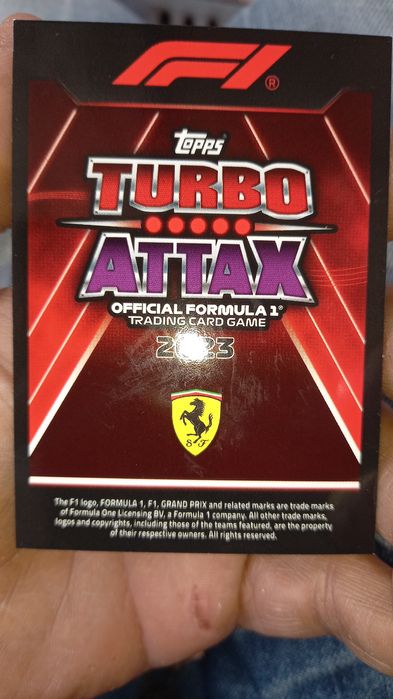 F1®
Topps
TURBO
ATTAX
OFFICIAL FORMULA 1®
TRADING CARD GAME
2023
S F
The F1 logo, FORMULA 1, F1, GRAND PRIX and related marks are trade marks
of Formula One Licensing BV, a Formula 1 company. All other trade marks,
logos and copyrights, including those of the teams featured, are the property
of their respective owners. All rights reserved.